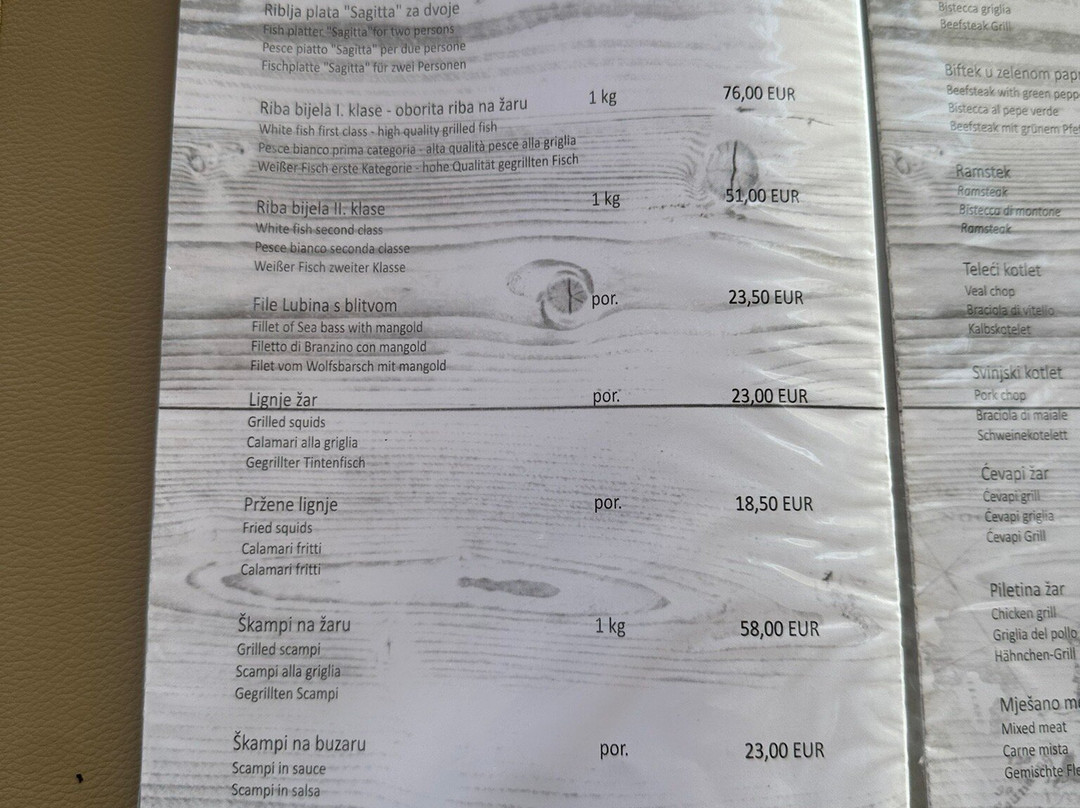 Riblja plata "Sagitta" za dvoje
Fish platter "Sagitta"for two persons
Pesce piatto "Sagitta" per due persone
Fischplatte "Sagitta" für zwei Personen
Riba bijela I. klase - oborita riba na žaru 1 kg 76,00 EUR
White fish first class - high quality grilled fish
Pesce bianco prima categoria - alta qualità pesce alla griglia
Weißer Fisch erste Kategorie - hohe Qualität gegrillten Fisch
Riba bijela II. klase 1 kg 51,00 EUR
White fish second class
Pesce bianco seconda classe
Weißer Fisch zweiter Klasse
File Lubina s blitvom por. 23,50 EUR
Fillet of Sea bass with mangold
Filetto di Branzino con mangold
Filet vom Wolfsbarsch mit mangold
Lignje žar por. 23,00 EUR
Grilled squids
Calamari alla griglia
Gegrillter Tintenfisch
Pržene lignje por. 18,50 EUR
Fried squids
Calamari fritti
Calamari fritti
Škampi na žaru 1 kg 58,00 EUR
Grilled scampi
Scampi alla griglia
Gegrillten Scampi
Škampi na buzaru por. 23,00 EUR
Scampi in sauce
Scampi in salsa
Bistecca griglia
Beefsteak Grill
Biftek u zelenom
Beefsteak with green
Bistecca al pepe verde
Beefsteak mit grünem
Ramstek
Ramsteak
Bistecca di montone
Ramsteak
Teleći kotlet
Veal chop
Braciola di vitello
Kalbskotelet
Svinjski kotlet
Pork chop
Braciola di maiale
Schweinekotelett
Ćevapi žar
Ćevapi grill
Ćevapi griglia
Ćevapi Grill
Piletina žar
Chicken grill
Griglia del pollo
Hähnchen-Grill
Mješano
Mixed meat
Carne mista
Gemischte